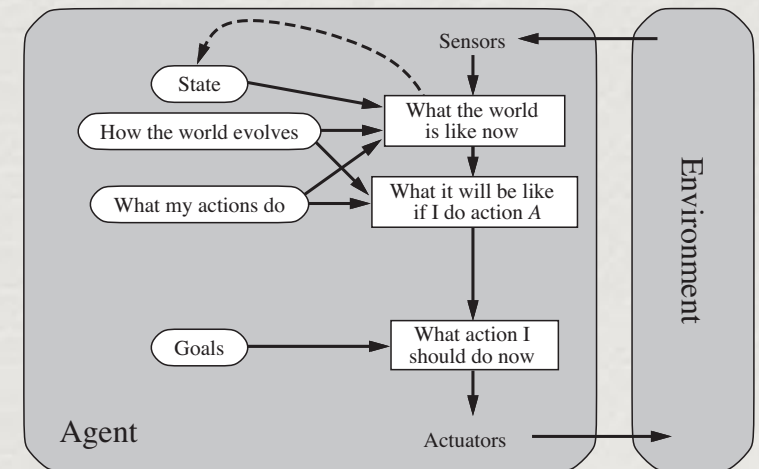 Sensors
State
What the world
is like now
How the world evolves
What it will be like
if I do action A
What my actions do
Environment
What action I
should do now
Goals
Agent
Actuators